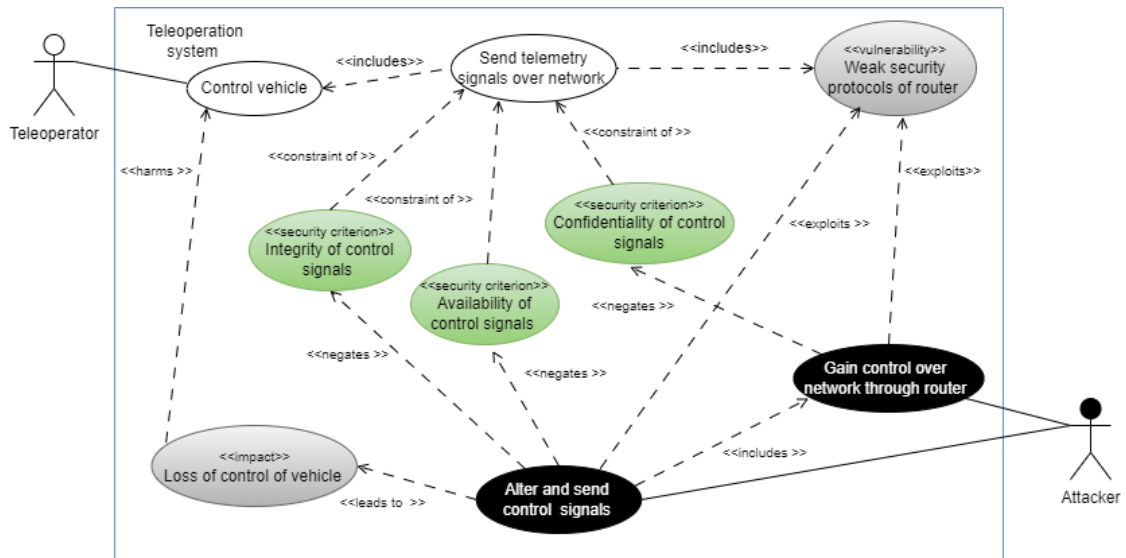 Teleoperation
system
Teleoperator
Control vehicle
<<includes>>
Send telemetry
signals over network
<<includes>>
<<vulnerability>>
Weak security
protocols of router
<<harms >>
<<constraint of >>
<<constraint of >>
<<constraint of >>
<<exploits>>
<<exploits >>
<<security criterion>>
Integrity of control
signals
<<security criterion>>
Availability of
control signals
<<security criterion>>
Confidentiality of control
signals
<<negates >>
<<negates >>
<<negates >>
Gain control over
network through router
<<impact>>
Loss of control of vehicle
<<leads to >>
Alter and send
control signals
<<includes >>
Attacker